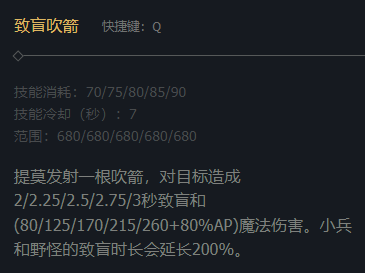 致盲吹箭 快捷键：Q
技能消耗：70/75/80/85/90
技能冷却（秒）：7
范围：680/680/680/680/680
提莫发射一根吹箭，对目标造成
2/2.25/2.5/2.75/3秒致盲和
(80/125/170/215/260+80%AP)魔法伤害。小兵
和野怪的致盲时长会延长200%。